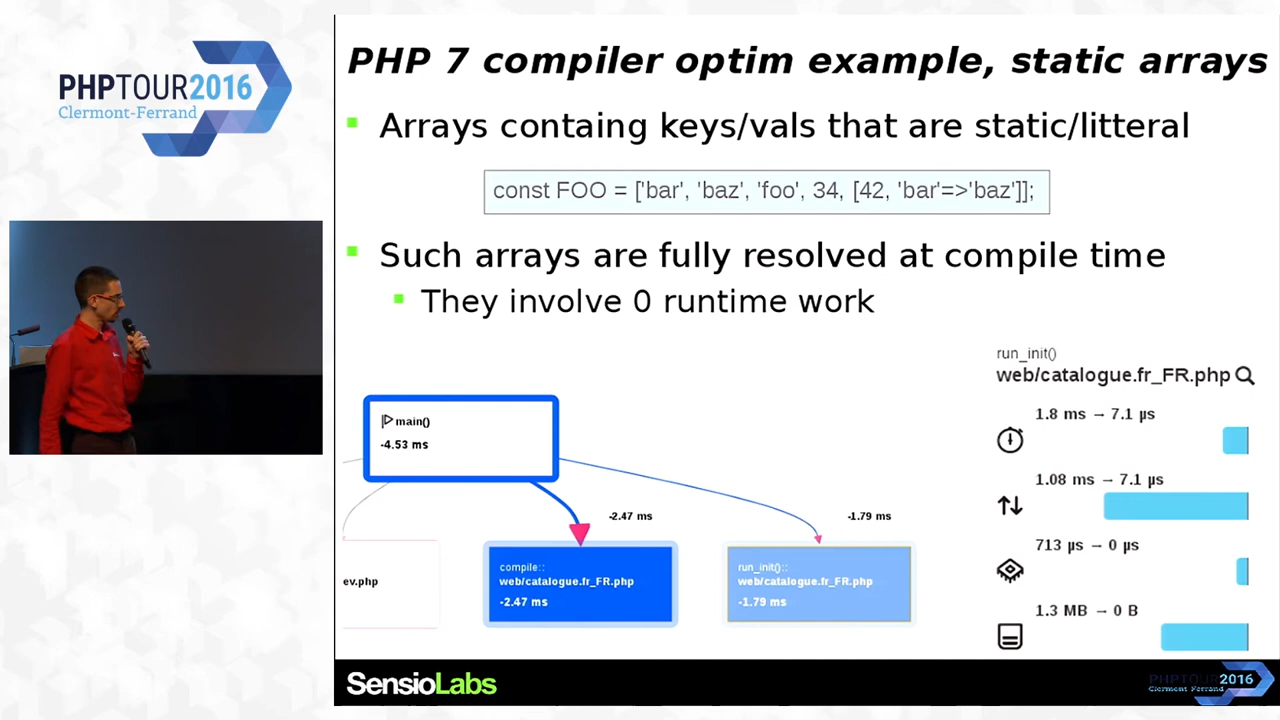 PHPTOUR2016
Clermont-Ferrand
PHP 7 compiler optim example, static arrays
Arrays containg keys/vals that are static/litteral
const FOO = ['bar', 'baz', 'foo', 34, [42, 'bar'=>'baz']];
Such arrays are fully resolved at compile time
They involve 0 runtime work
main()
-4.53 ms
-2.47 ms
-1.79 ms
ev.php
compile::
web/catalogue.fr_FR.php
-2.47 ms
run_init()::
web/catalogue.fr_FR.php
-1.79 ms
run_init()
web/catalogue.fr_FR.php
1.8 ms → 7.1 µs
1.08 ms → 7.1 µs
713 µs → 0 µs
1.3 MB → 0 B
SensioLabs
PHPTOUR2016
Clermont-Ferrand